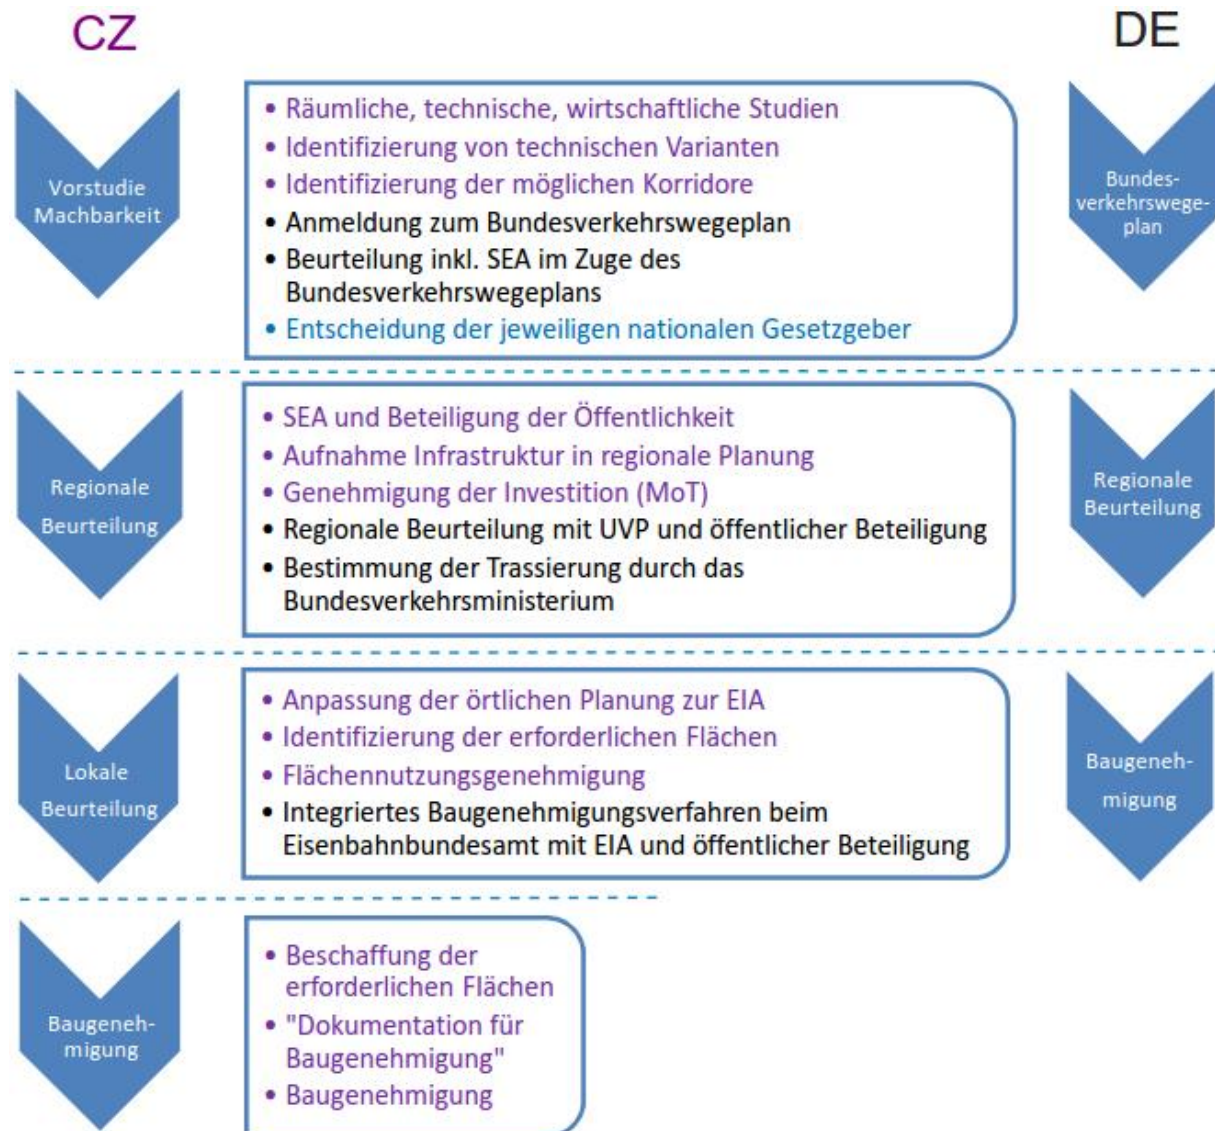 CZ
DE
Vorstudie
Machbarkeit
• Räumliche, technische, wirtschaftliche Studien
• Identifizierung von technischen Varianten
• Identifizierung der möglichen Korridore
• Anmeldung zum Bundesverkehrswegeplan
• Beurteilung inkl. SEA im Zuge des
Bundesverkehrswegeplans
• Entscheidung der jeweiligen nationalen Gesetzgeber
Bundes-
verkehrswege-
plan
Regionale
Beurteilung
• SEA und Beteiligung der Öffentlichkeit
• Aufnahme Infrastruktur in regionale Planung
• Genehmigung der Investition (MoT)
• Regionale Beurteilung mit UVP und öffentlicher Beteiligung
• Bestimmung der Trassierung durch das
Bundesverkehrsministerium
Regionale
Beurteilung
Lokale
Beurteilung
• Anpassung der örtlichen Planung zur EIA
• Identifizierung der erforderlichen Flächen
• Flächennutzungsgenehmigung
• Integriertes Baugenehmigungsverfahren beim
Eisenbahnbundesamt mit EIA und öffentlicher Beteiligung
Baugeneh-
migung
Baugeneh-
migung
• Beschaffung der
erforderlichen Flächen
• "Dokumentation für
Baugenehmigung"
• Baugenehmigung